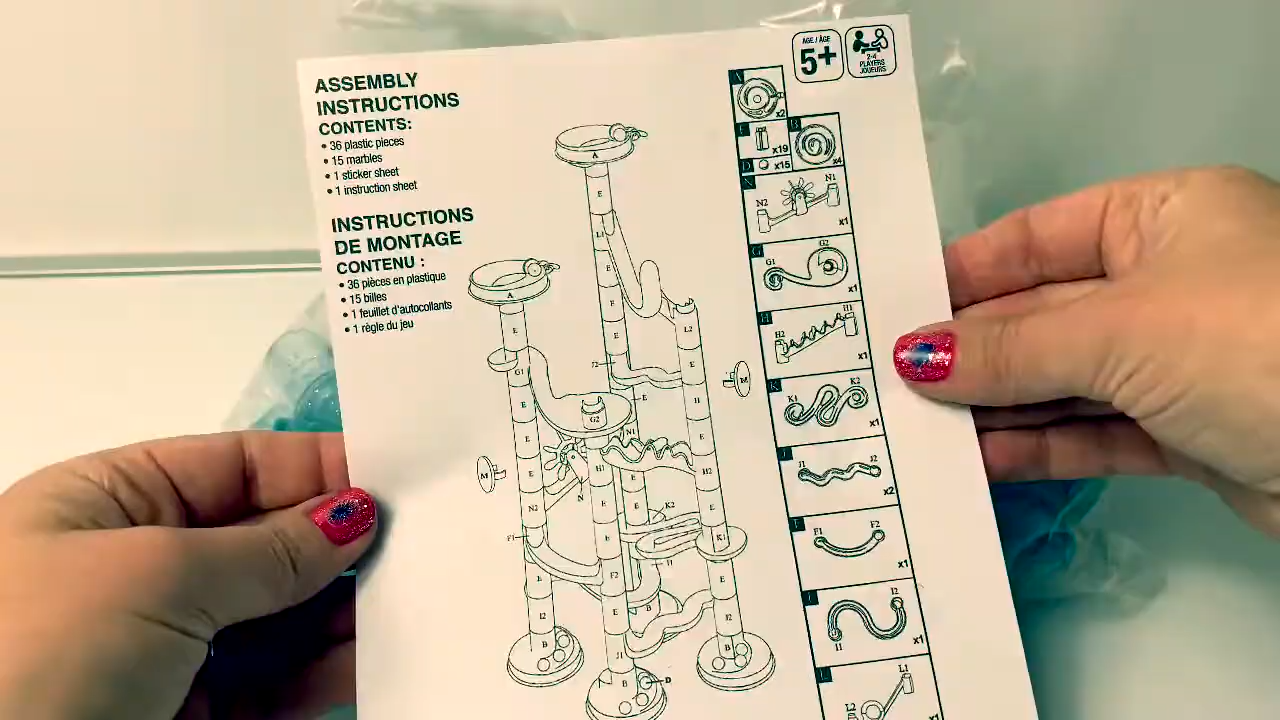 ASSEMBLY
INSTRUCTIONS
CONTENTS:
• 36 plastic pieces
• 15 marbles
• 1 sticker sheet
• 1 instruction sheet
INSTRUCTIONS
DE MONTAGE
CONTENU :
• 36 pièces en plastique
• 15 billes
• 1 feuillet d'autocollants
• 1 règle du jeu
AGE / ÂGE
5+
2-4
PLAYERS
JOUEURS
A
x2
x19
B
x4
D
x15
N
N2
N1
x1
G
G1
G2
x1
H
H2
H1
x1
K
K1
K2
x1
J
J1
J2
x2
F
F1
F2
x1
I
I1
I2
x1
L
L1
L2
x1
A
E
E
E
L2
A
E
G1
E
E
H
E
G2
E
M
E
E
N1
H1
H2
M
E
N
E
E
K2
E
N2
F1
E
K1
I1
F2
E
E
B
I2
I2
J1
B
B
B
D